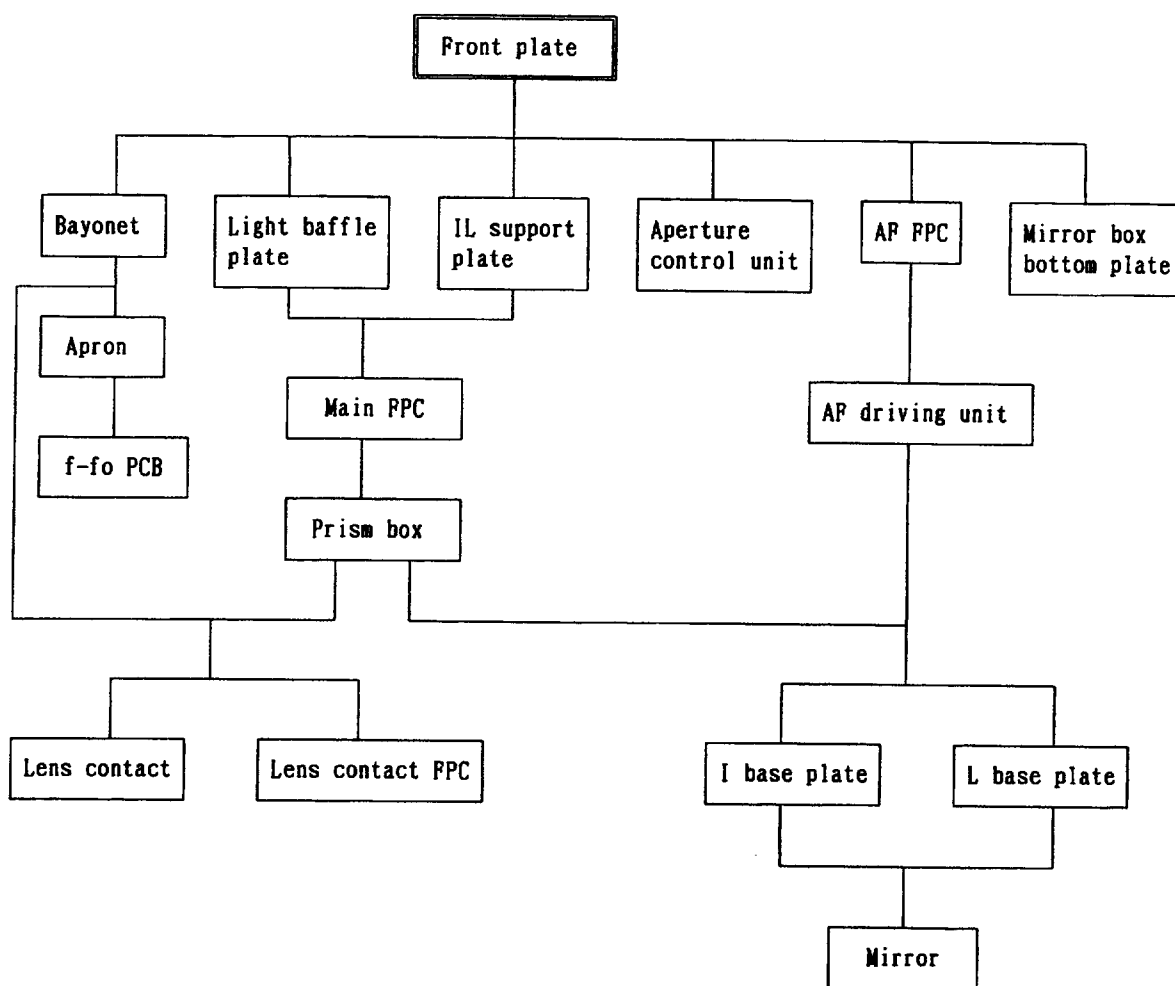 Front plate
Bayonet
Light baffle
plate
IL support
plate
Aperture
control unit
AF FPC
Mirror box
bottom plate
Apron
Main FPC
AF driving unit
f-fo PCB
Prism box
Lens contact
Lens contact FPC
I base plate
L base plate
Mirror